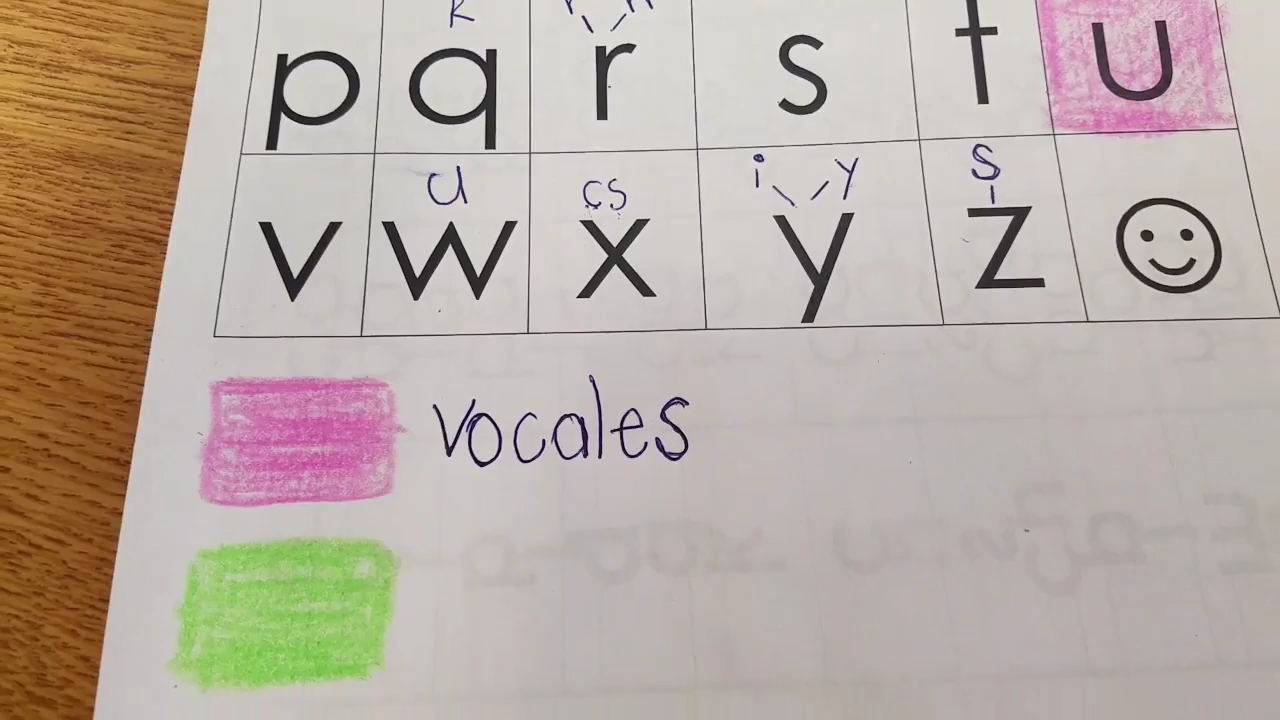 k
p q r s t u
u cs i y s
v w x y z
vocales